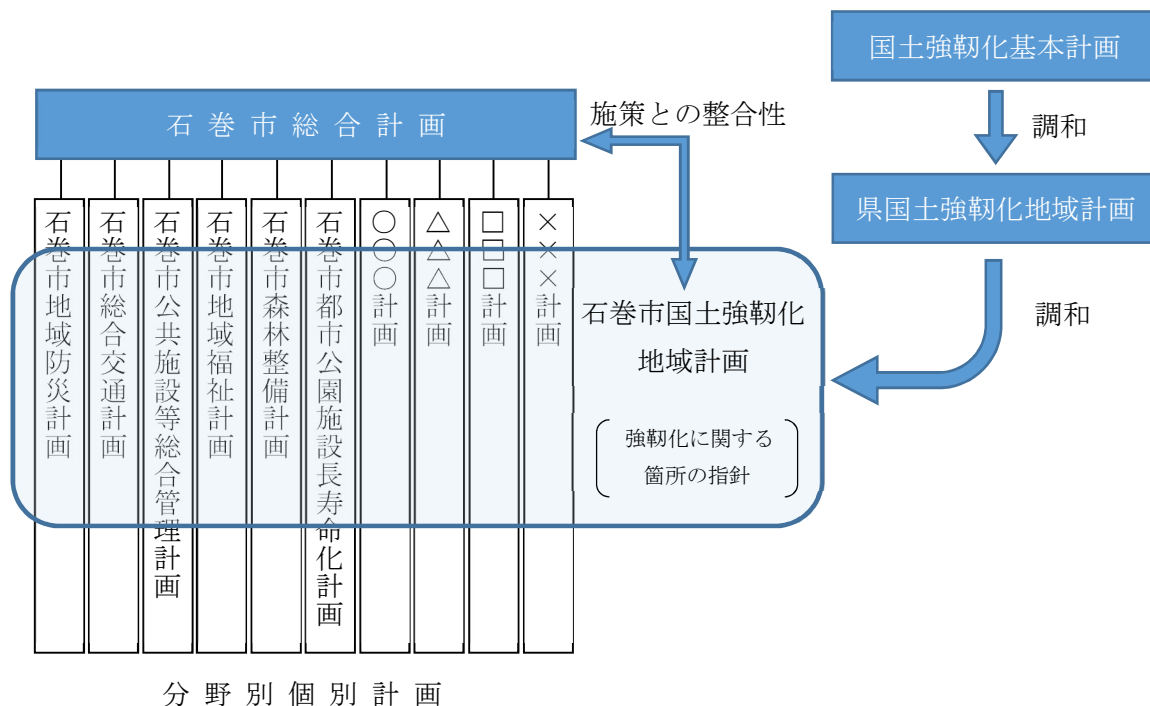 国土強靱化基本計画
調和
県国土強靱化地域計画
調和
石巻市総合計画
施策との整合性
石巻市地域防災計画
石巻市総合交通計画
石巻市公共施設等総合管理計画
石巻市地域福祉計画
石巻市森林整備計画
石巻市都市公園施設長寿命化計画
○○○計画
△△△計画
□□□計画
×××計画
石巻市国土強靱化
地域計画
強靱化に関する
箇所の指針
分野別個別計画